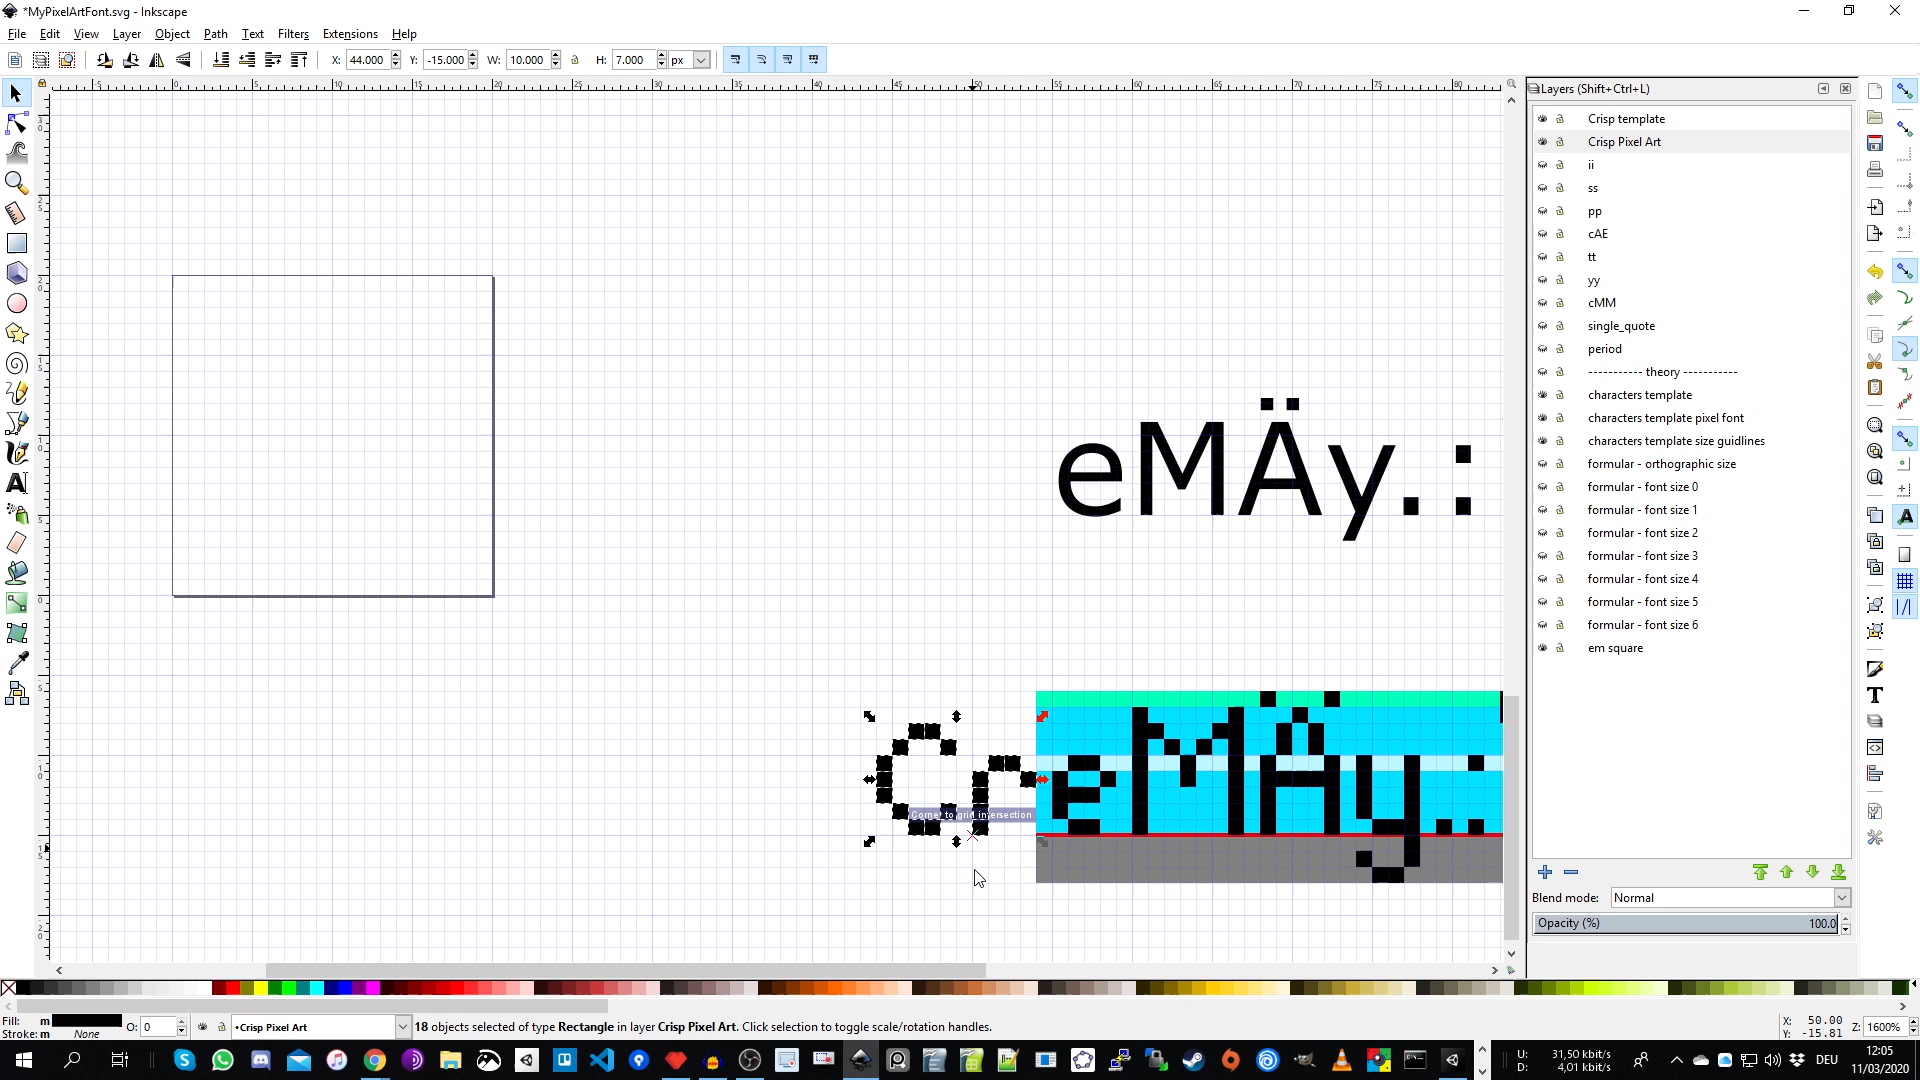 *MyPixelArtFont.svg - Inkscape
File Edit View Layer Object Path Text Filters Extensions Help
X: 44.000 Y: -15.000 W: 10.000 H: 7.000 px
Layers (Shift+Ctrl+L)
Crisp template
Crisp Pixel Art
ii
ss
pp
cAE
tt
yy
cMM
single_quote
period
----------- theory -----------
characters template
characters template pixel font
characters template size guidlines
formular - orthographic size
formular - font size 0
formular - font size 1
formular - font size 2
formular - font size 3
formular - font size 4
formular - font size 5
formular - font size 6
em square
eMÄy.:
Cr
eMÄy.:
Corner to grid intersection
Blend mode: Normal
Opacity (%) 100.0
Fill: m
Stroke: m None
O: 0
•Crisp Pixel Art
18 objects selected of type Rectangle in layer Crisp Pixel Art. Click selection to toggle scale/rotation handles.
X: 50.00
Y: -15.81
Z: 1600%
U: 31,50 kbit/s
D: 4,01 kbit/s
DEU
12:05
11/03/2020